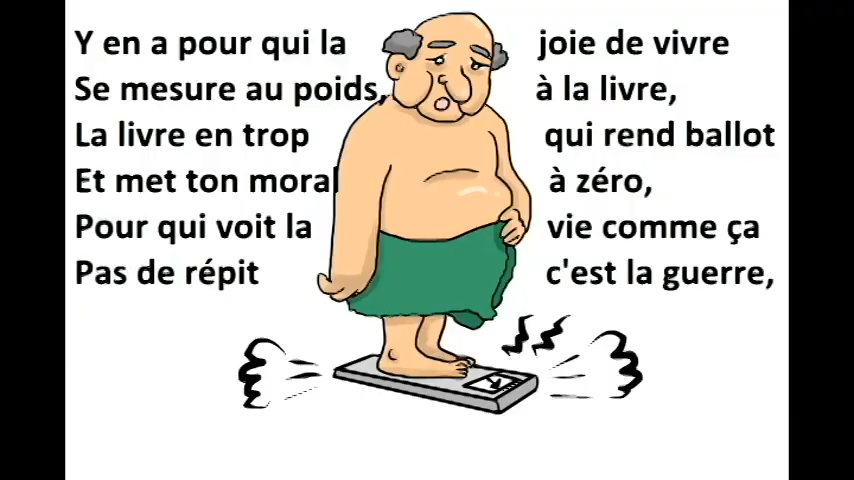 Y en a pour qui la joie de vivre
Se mesure au poids, à la livre,
La livre en trop qui rend ballot
Et met ton moral à zéro,
Pour qui voit la vie comme ça
Pas de répit c'est la guerre,